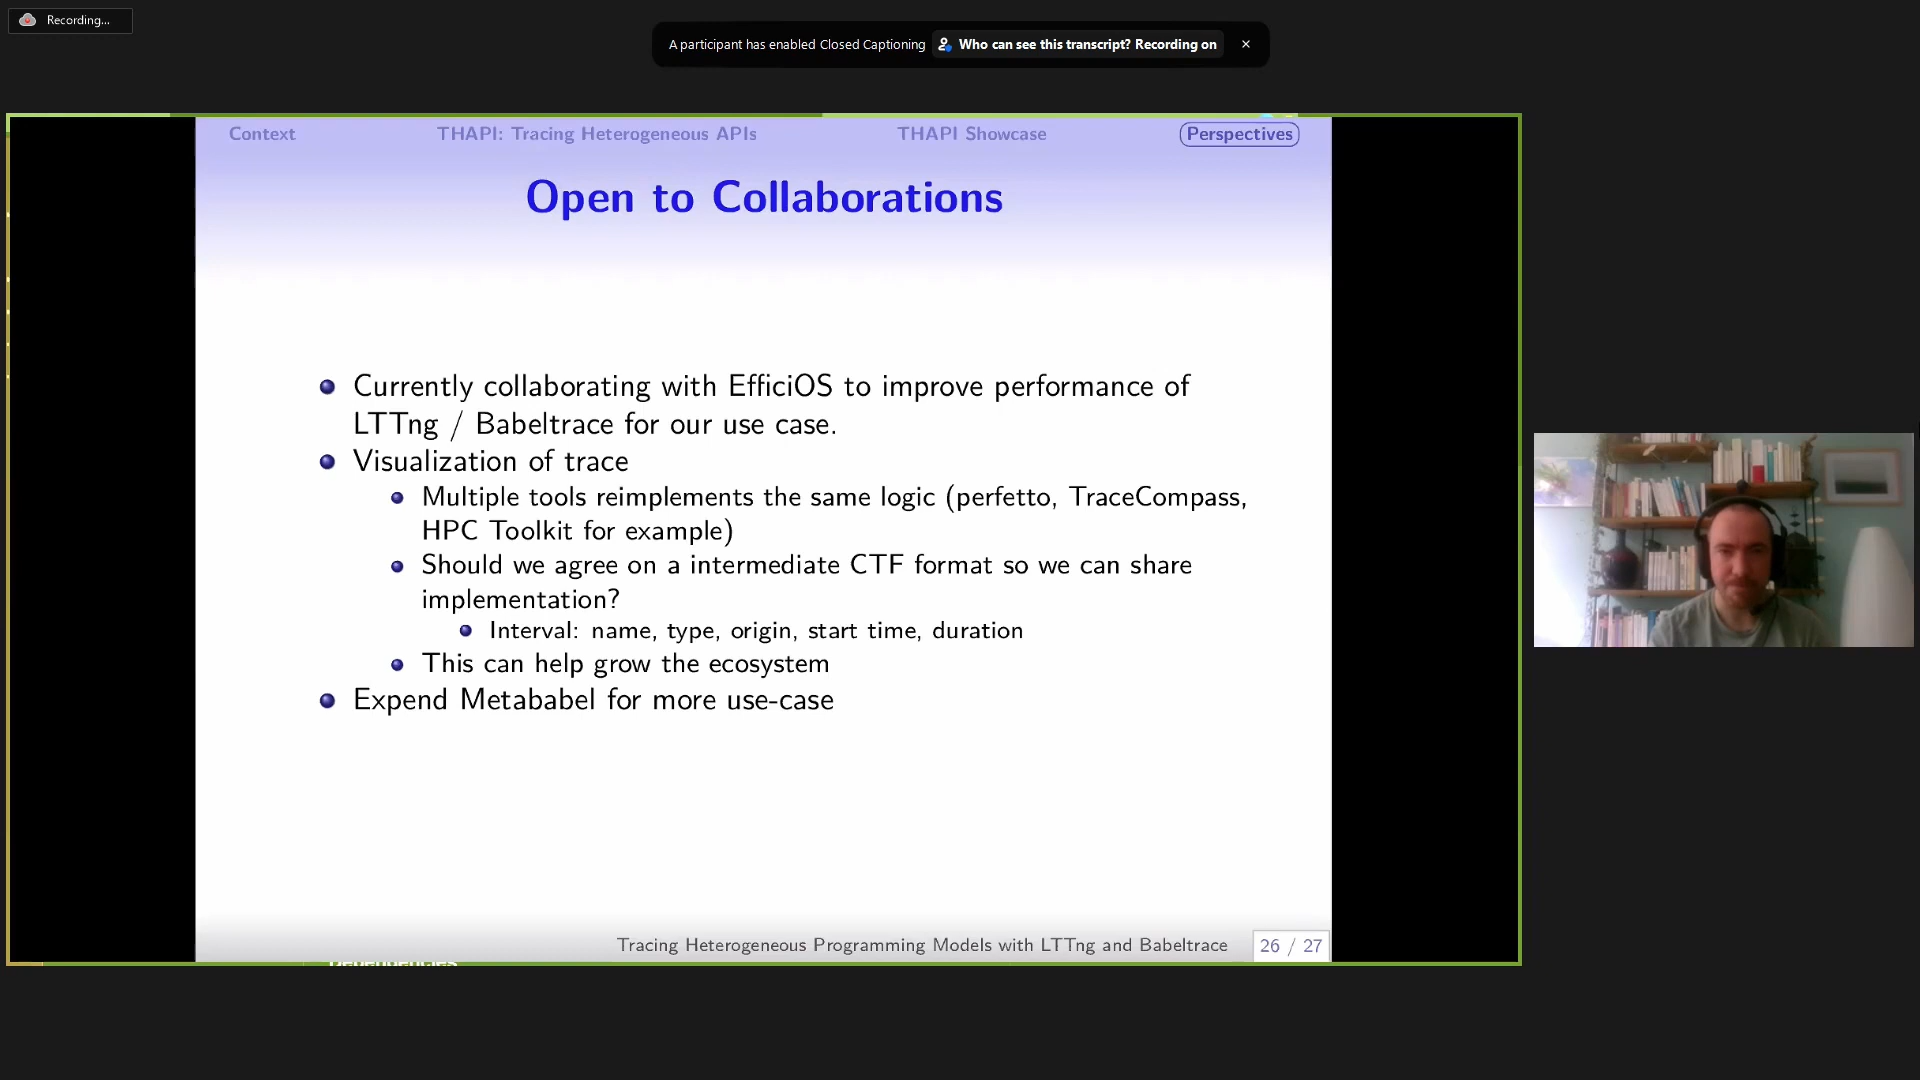 Recording...
A participant has enabled Closed Captioning Who can see this transcript? Recording on
Context THAPI: Tracing Heterogeneous APIs THAPI Showcase Perspectives
Open to Collaborations
Currently collaborating with EfficiOS to improve performance of
LTTng / Babeltrace for our use case.
Visualization of trace
Multiple tools reimplements the same logic (perfetto, TraceCompass,
HPC Toolkit for example)
Should we agree on a intermediate CTF format so we can share
implementation?
Interval: name, type, origin, start time, duration
This can help grow the ecosystem
Expend Metababel for more use-case
Tracing Heterogeneous Programming Models with LTTng and Babeltrace 26 / 27
Dependencies